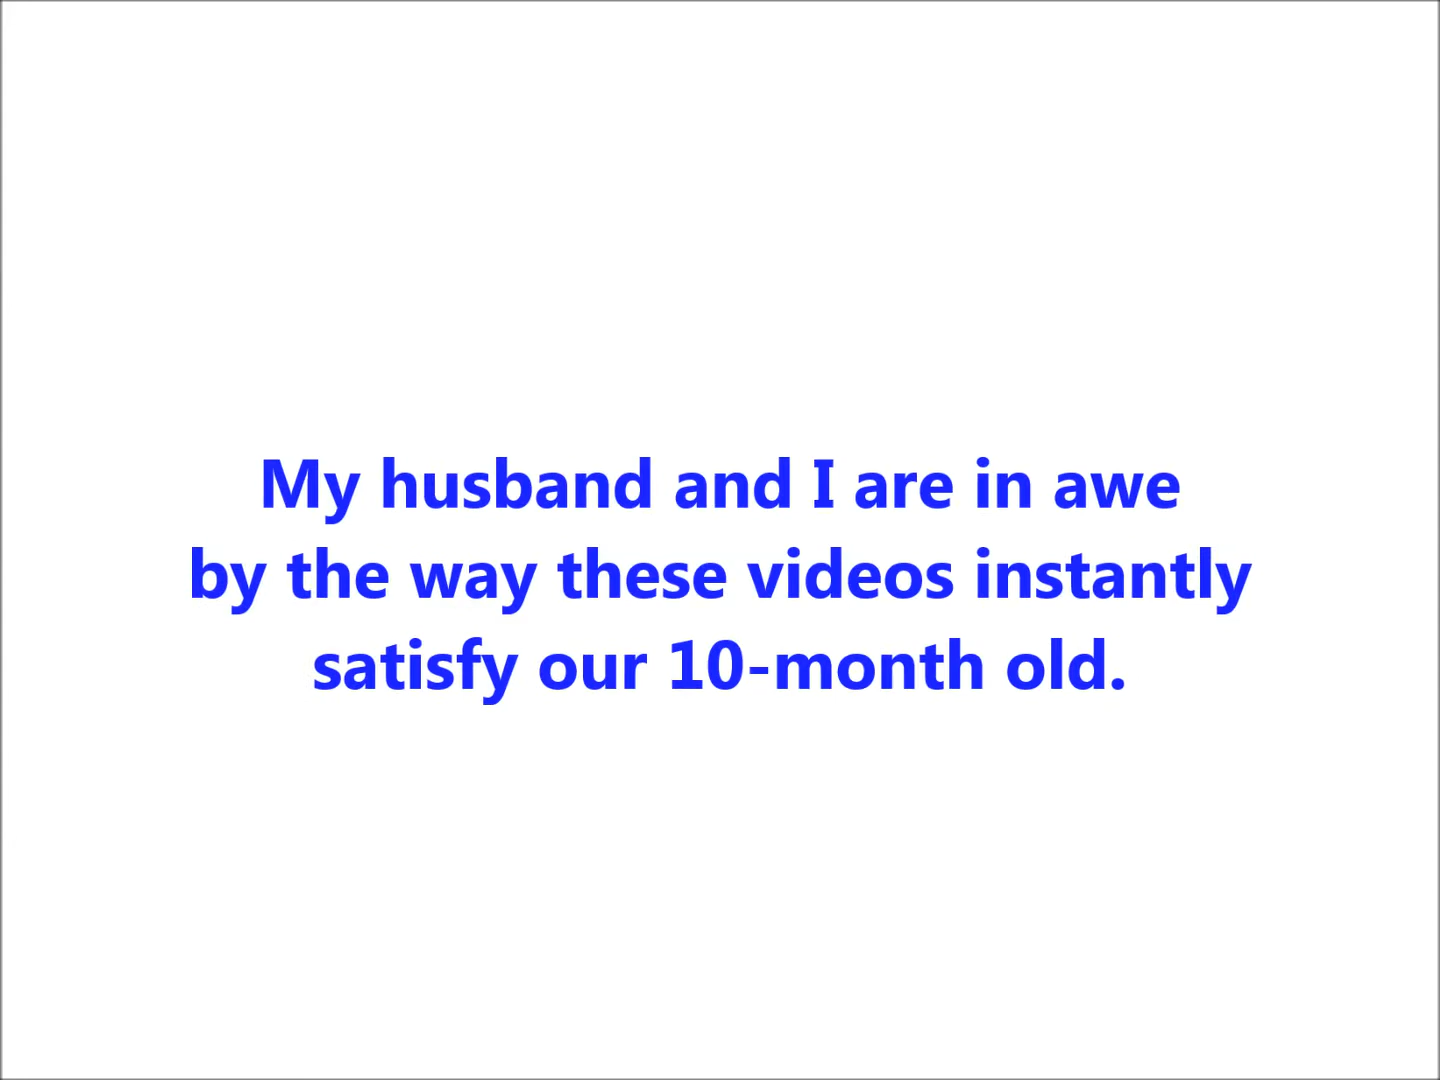 My husband and I are in awe
by the way these videos instantly
satisfy our 10-month old.